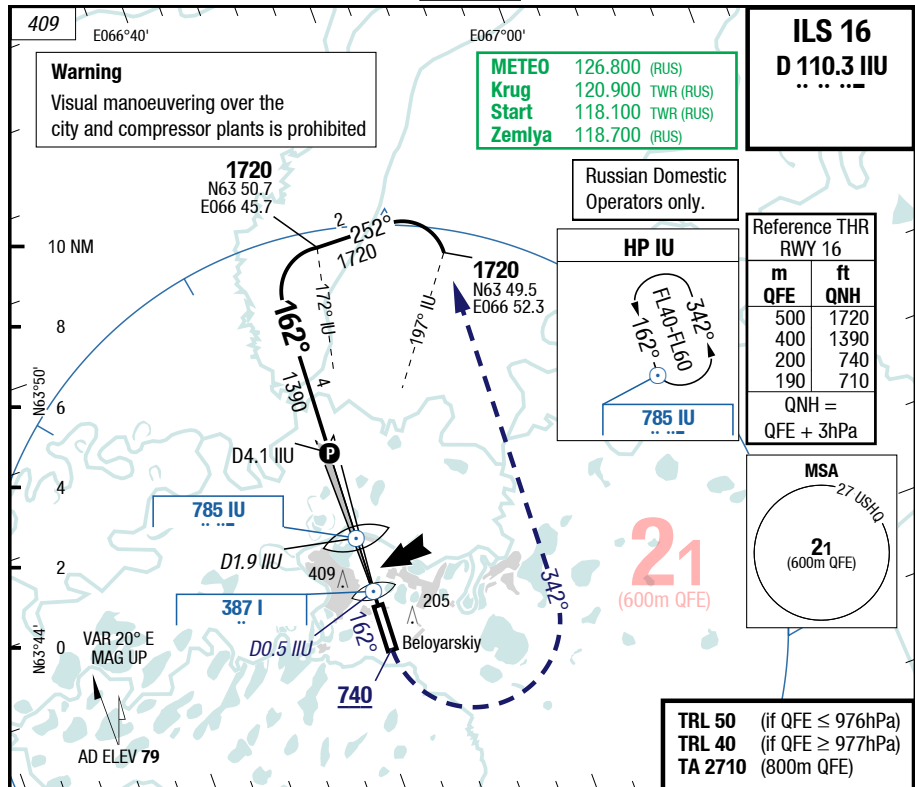 409
E066°40'
E067°00'
ILS 16
D 110.3 IIU
Warning
Visual manoeuvering over the
city and compressor plants is prohibited
METEO 126.800 (RUS)
Krug 120.900 TWR (RUS)
Start 118.100 TWR (RUS)
Zemlya 118.700 (RUS)
Russian Domestic
Operators only.
1720
N63 50.7
E066 45.7
2
252°
1720
1720
N63 49.5
E066 52.3
10 NM
8
6
4
2
0
N63°50'
N63°44'
172° IU
197° IU
162°
1390
4
D4.1 IIU
P
785 IU
D1.9 IIU
409
387 I
D0.5 IIU
162°
205
Beloyarskiy
740
342°
VAR 20° E
MAG UP
AD ELEV 79
HP IU
162°
FL40-FL60
342°
785 IU
Reference THR
RWY 16
m ft
QFE QNH
500 1720
400 1390
200 740
190 710
QNH =
QFE + 3hPa
MSA
27 USHQ
21
(600m QFE)
21
(600m QFE)
TRL 50 (if QFE ≤ 976hPa)
TRL 40 (if QFE ≥ 977hPa)
TA 2710 (800m QFE)